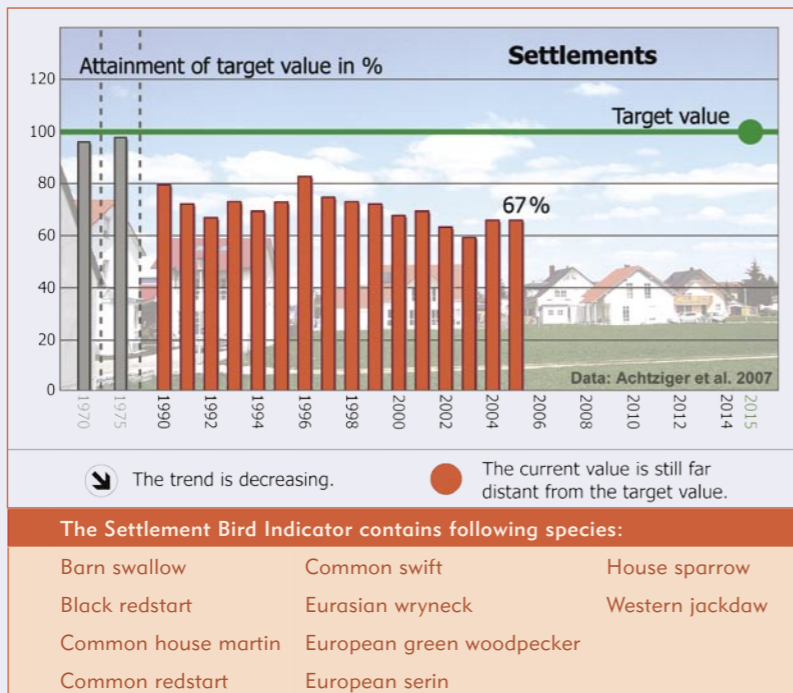 Settlements
Attainment of target value in %
Target value
120
100
80
60
40
20
0
67%
Data: Achtziger et al. 2007
1970
1975
1990
1992
1994
1996
1998
2000
2002
2004
2006
2008
2010
2012
2014
2015
The trend is decreasing.
The current value is still far
distant from the target value.
The Settlement Bird Indicator contains following species:
Barn swallow
Black redstart
Common house martin
Common redstart
Common swift
Eurasian wryneck
European green woodpecker
European serin
House sparrow
Western jackdaw